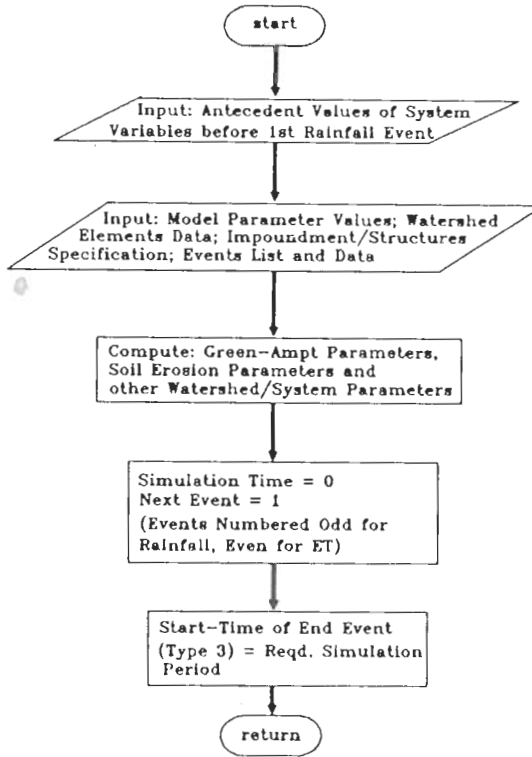 start
Input: Antecedent Values of System
Variables before 1st Rainfall Event
Input: Model Parameter Values; Watershed
Elements Data; Impoundment/Structures
Specification; Events List and Data
Compute: Green-Ampt Parameters,
Soil Erosion Parameters and
other Watershed/System Parameters
Simulation Time = 0
Next Event = 1
(Events Numbered Odd for
Rainfall, Even for ET)
Start-Time of End Event
(Type 3) = Reqd. Simulation
Period
return